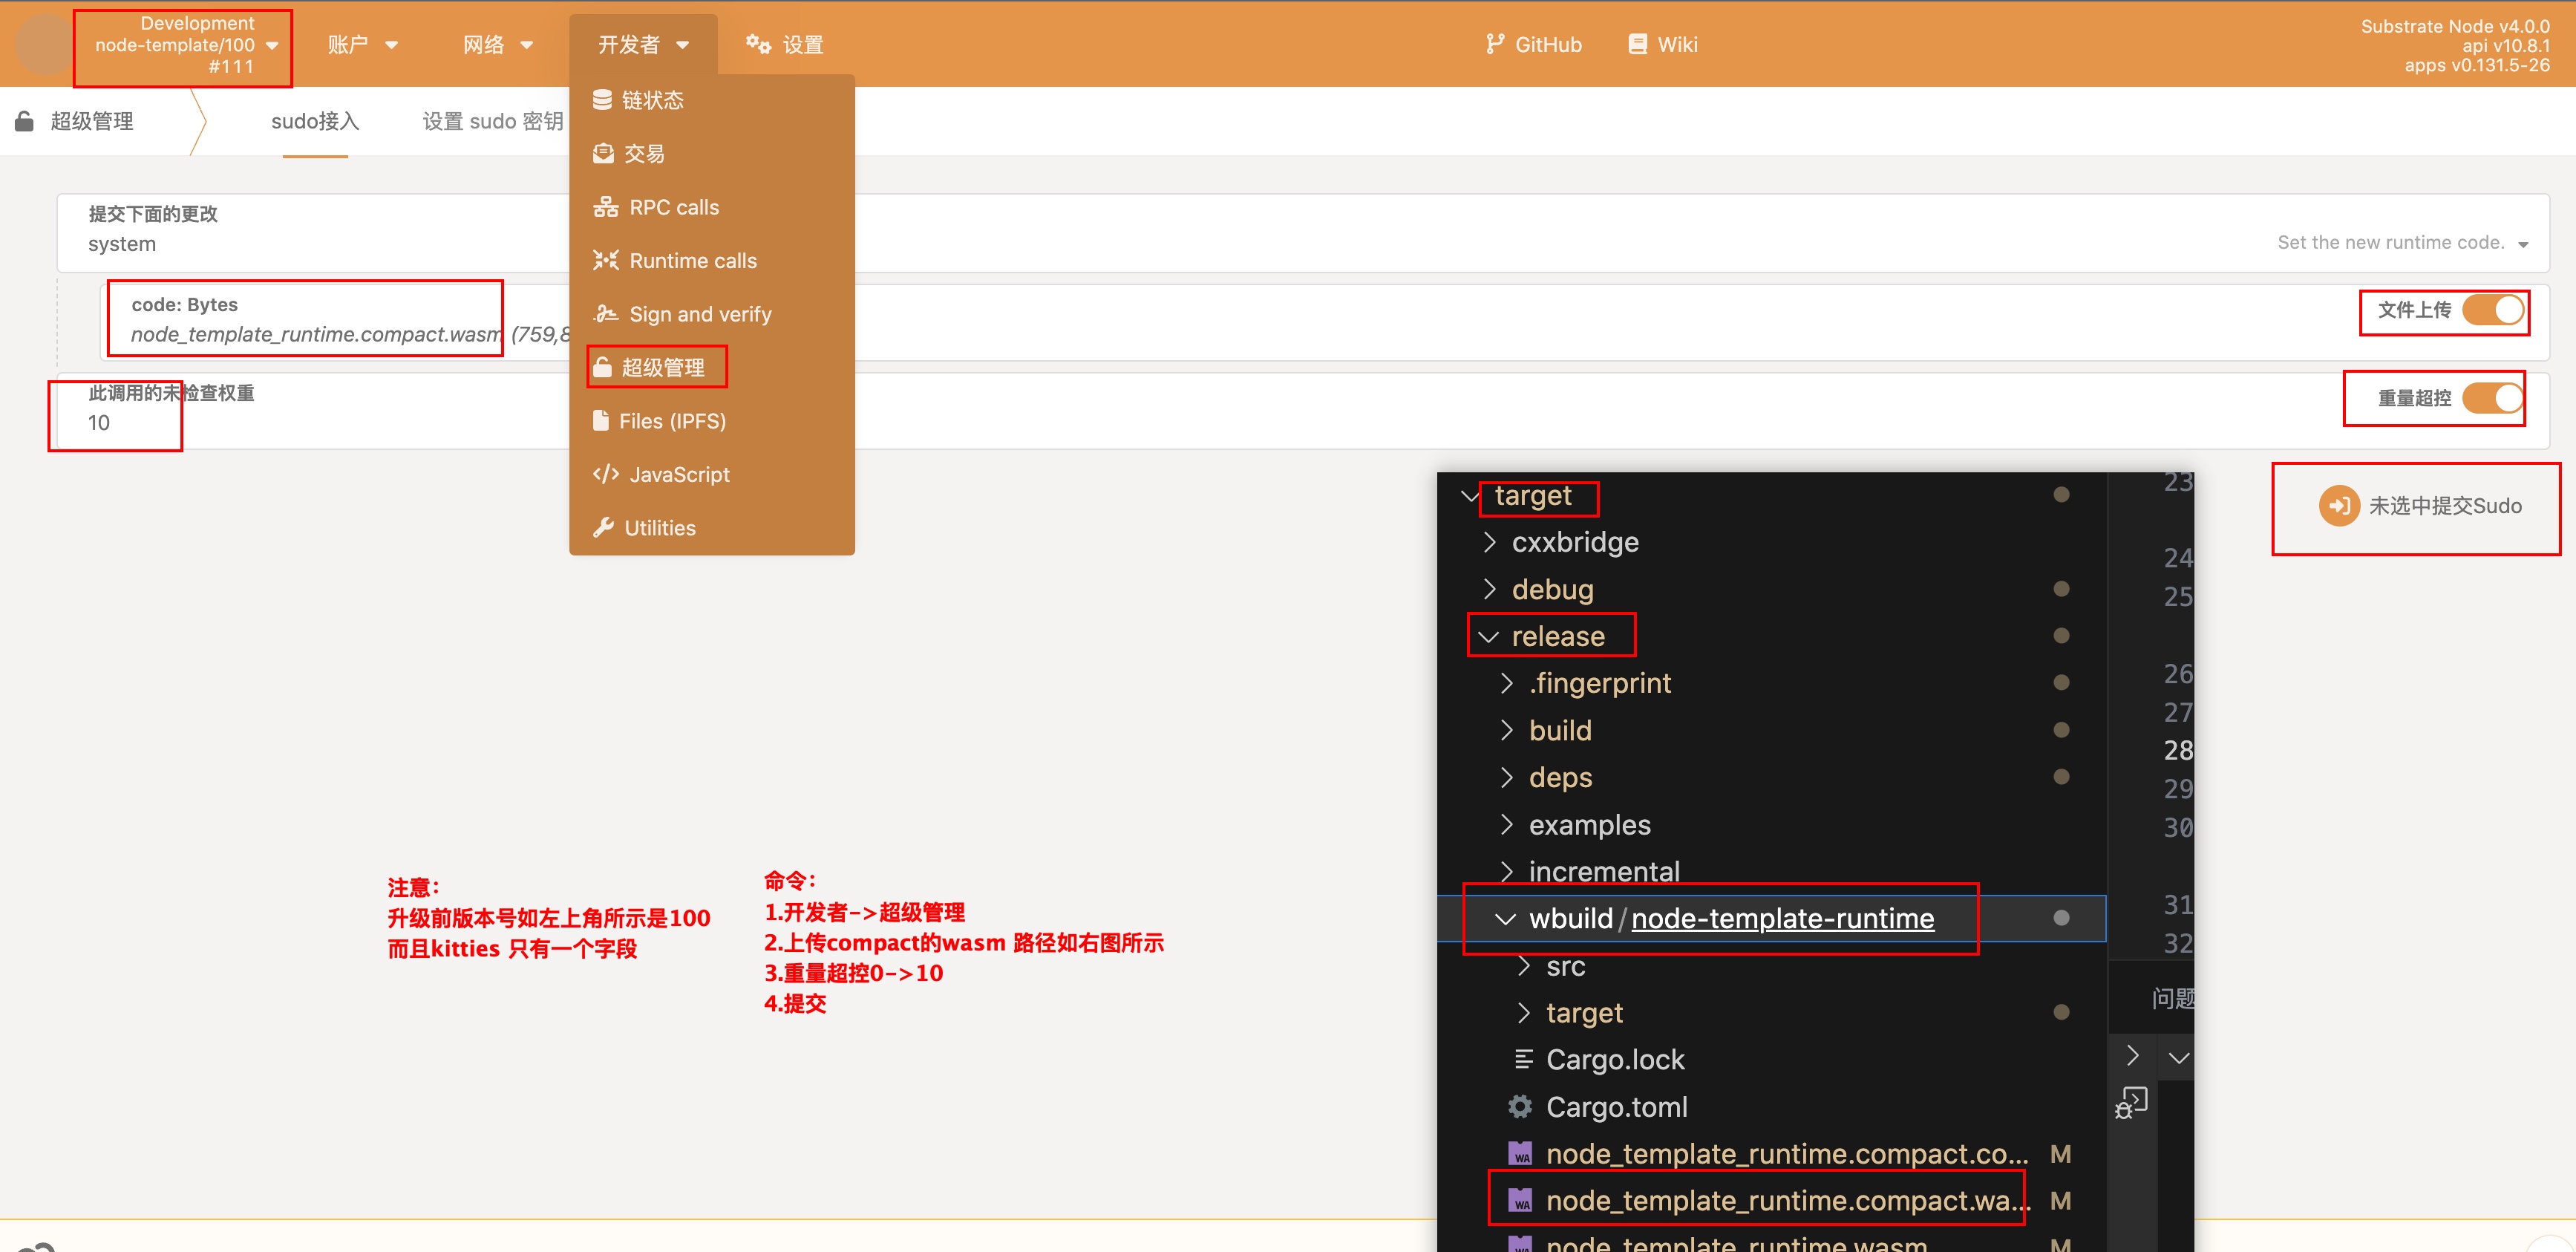 Development
node-template/100
#111
账户
网络
开发者
设置
GitHub
Wiki
Substrate Node v4.0.0
api v10.8.1
apps v0.131.5-26
超级管理
sudo接入
设置 sudo 密钥
链状态
交易
RPC calls
Runtime calls
Sign and verify
超级管理
Files (IPFS)
JavaScript
Utilities
提交下面的更改
system
Set the new runtime code.
code: Bytes
node_template_runtime.compact.wasm (759,8
文件上传
此调用的未检查权重
10
重量超控
未选中提交Sudo
target
cxxbridge
debug
release
.fingerprint
build
deps
examples
incremental
wbuild/node-template-runtime
src
target
Cargo.lock
Cargo.toml
node_template_runtime.compact.co... M
node_template_runtime.compact.wa... M
node_template_runtime.wasm M
23
24
25
26
27
28
29
30
31
32
问题
注意：
升级前版本号如左上角所示是100
而且kitties 只有一个字段
命令：
1.开发者->超级管理
2.上传compact的wasm 路径如右图所示
3.重量超控0->10
4.提交